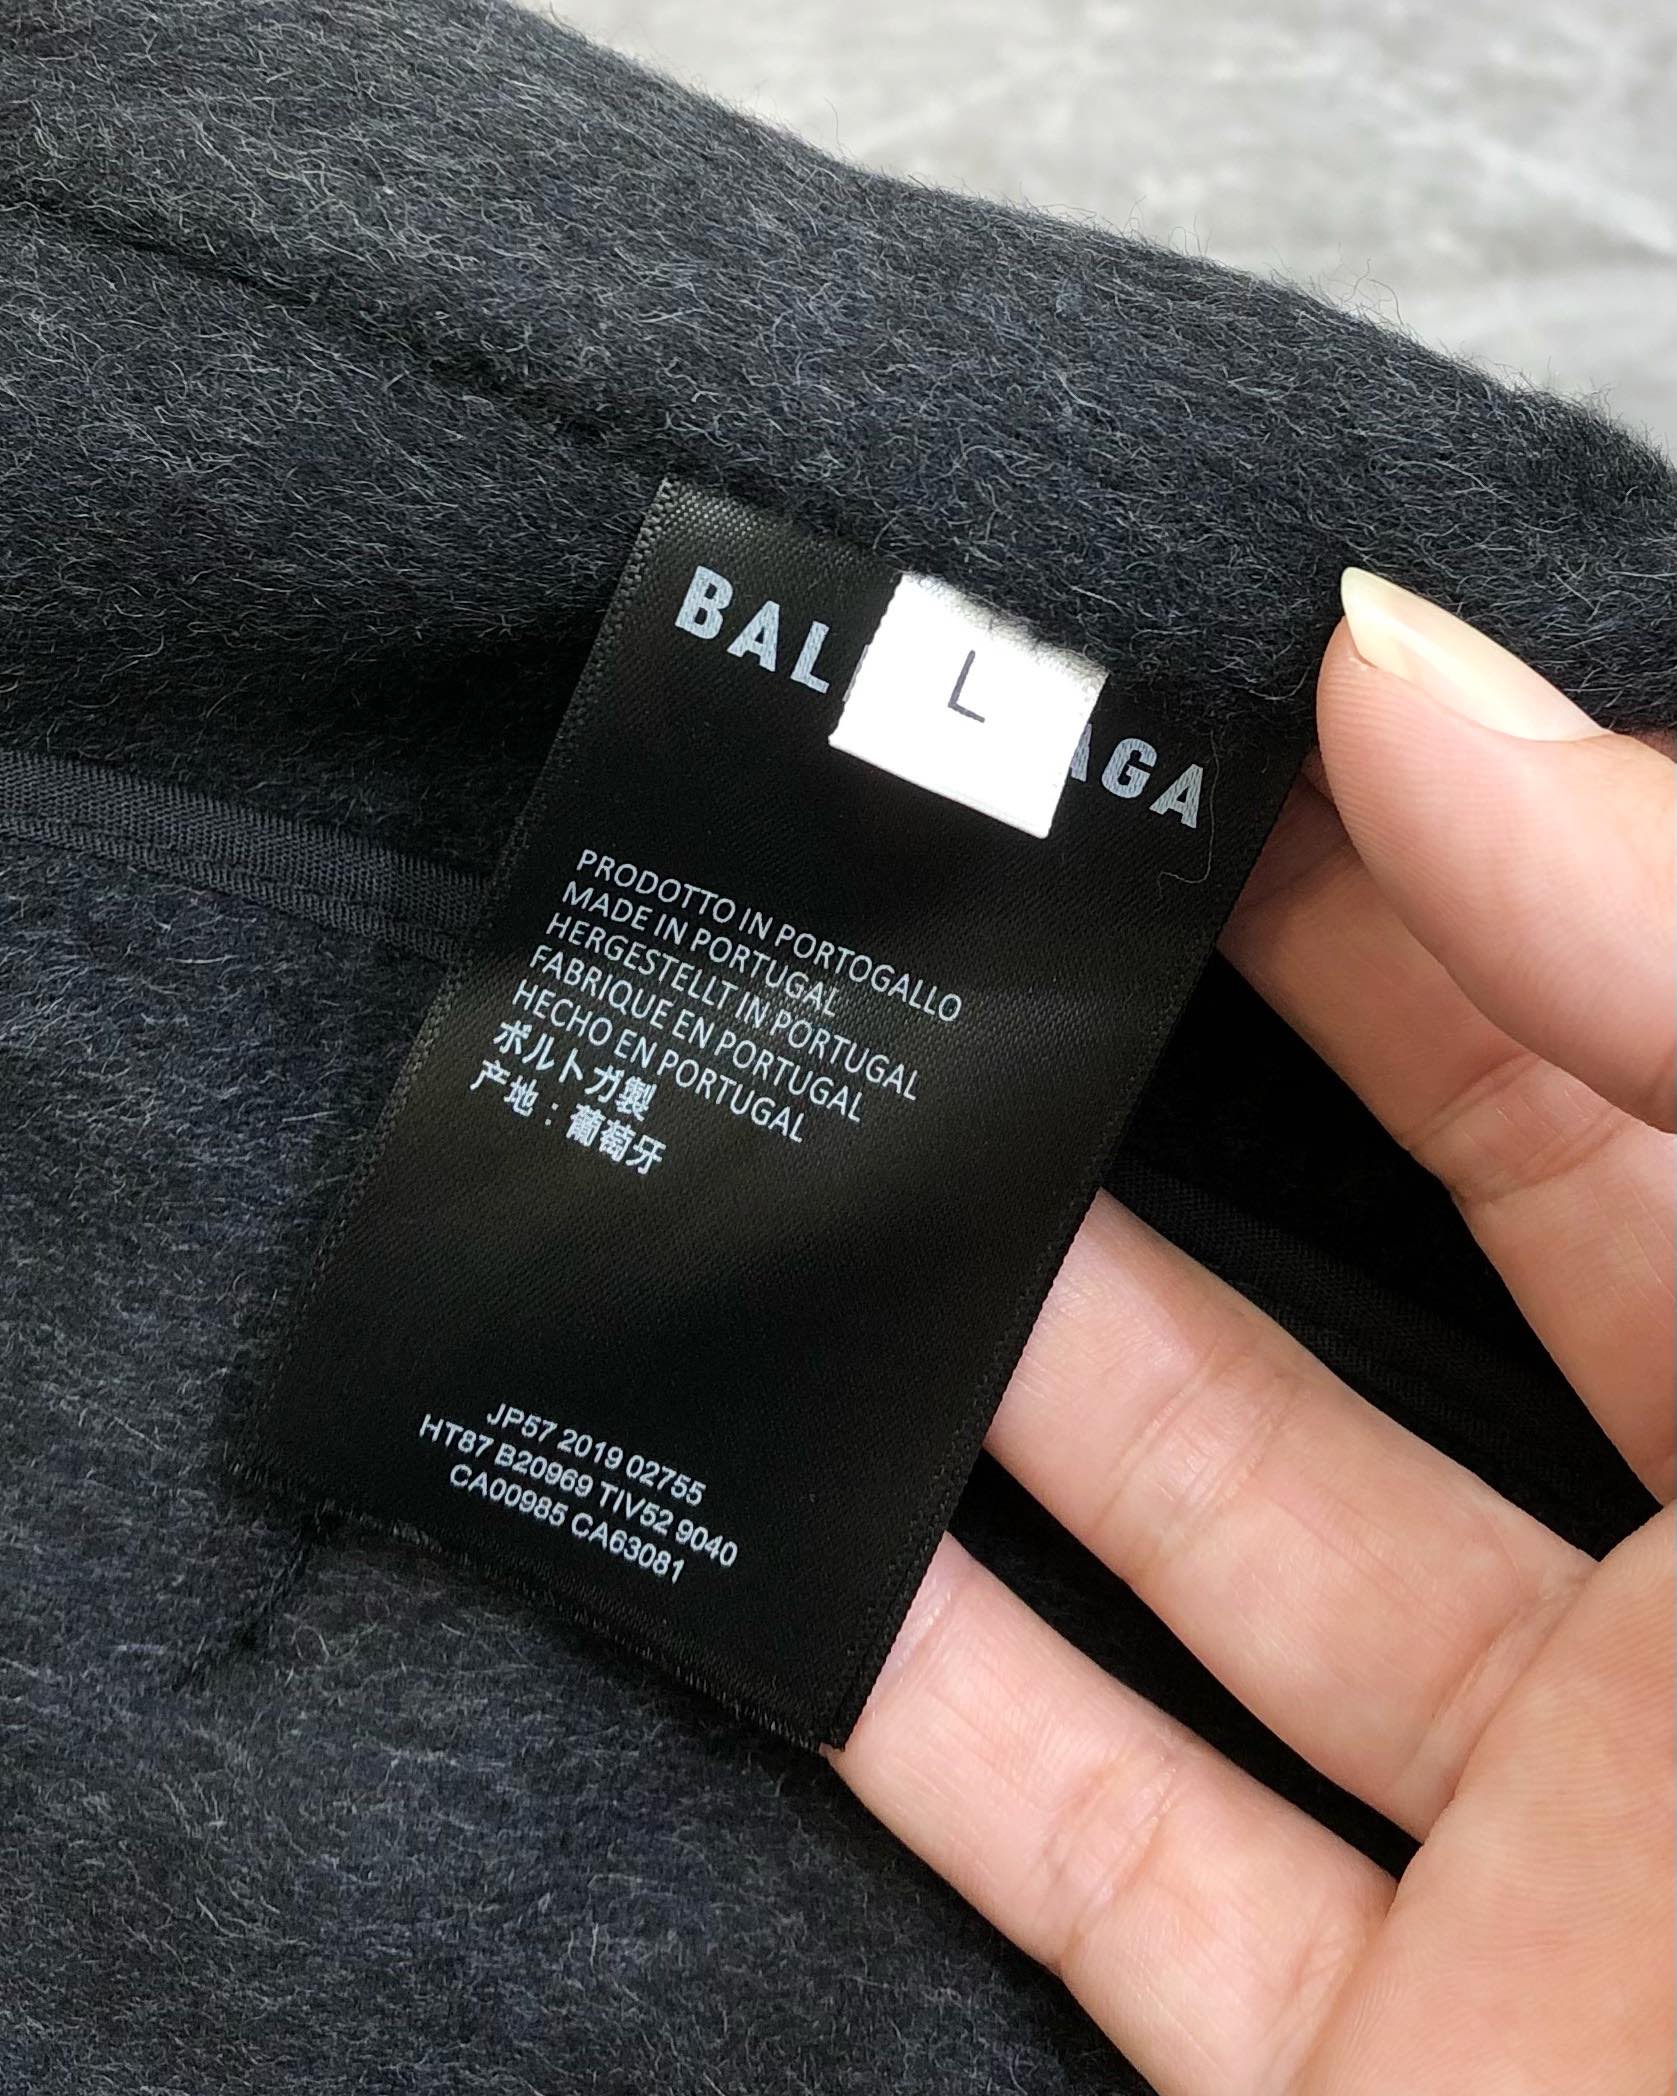 BAL AGA
L
PRODOTTO IN PORTOGALLO
MADE IN PORTUGAL
HERGESTELLT IN PORTUGAL
FABRIQUE EN PORTUGAL
HECHO EN PORTUGAL
ポルトガ製
产地：葡萄牙
JP57 2019 02755
HT87 B20969 TIV52 9040
CA00985 CA63081